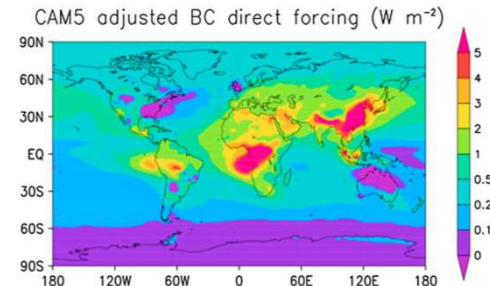 CAM5 adjusted BC direct forcing (W m⁻²)
90N
60N
30N
EQ
30S
60S
90S
180 120W 60W 0 60E 120E 180
5
4
3
2
1
0.5
0.2
0.1
0